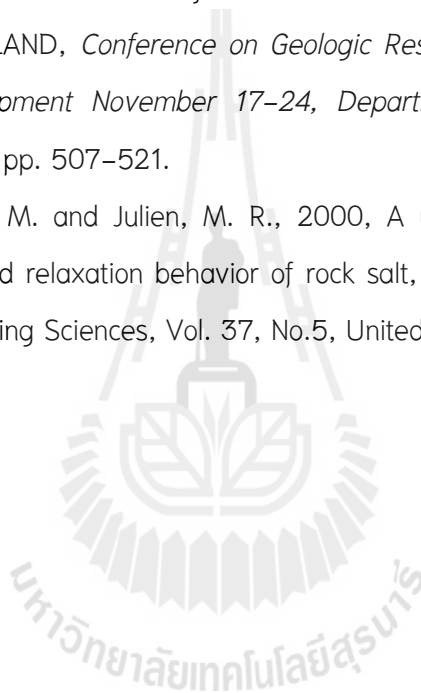 LAND, Conference on Geologic Res
pment November 17–24, Depart
pp. 507–521.
M. and Julien, M. R., 2000, A
d relaxation behavior of rock salt,
ing Sciences, Vol. 37, No.5, United
มหาวิทยาลัยเทคโนโลยีสุรนารี